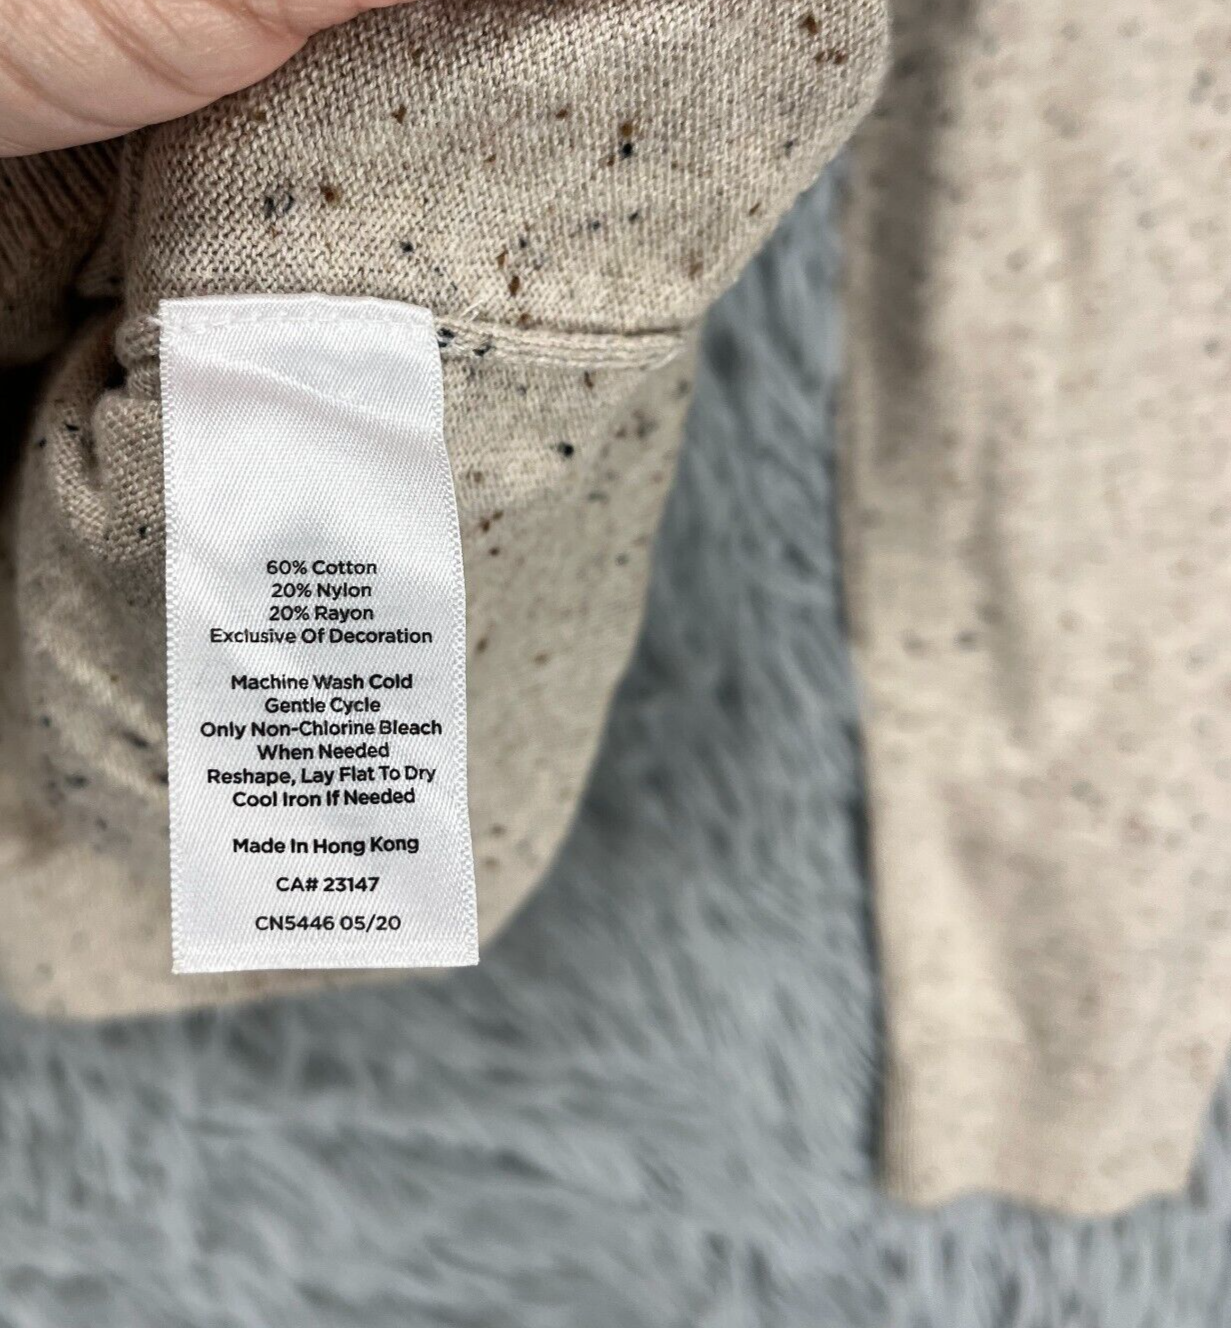 60% Cotton
20% Nylon
20% Rayon
Exclusive Of Decoration
Machine Wash Cold
Gentle Cycle
Only Non-Chlorine Bleach
When Needed
Reshape, Lay Flat To Dry
Cool Iron If Needed
Made In Hong Kong
CA# 23147
CN5446 05/20